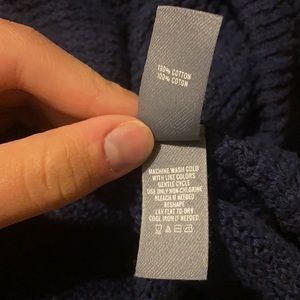 100% COTTON
100% COTON
MACHINE WASH COLD
WITH LIKE COLORS
GENTLE CYCLE
USE ONLY NON-CHLORINE
BLEACH IF NEEDED
RESHAPE
LAY FLAT TO DRY
COOL IRON IF NEEDED.